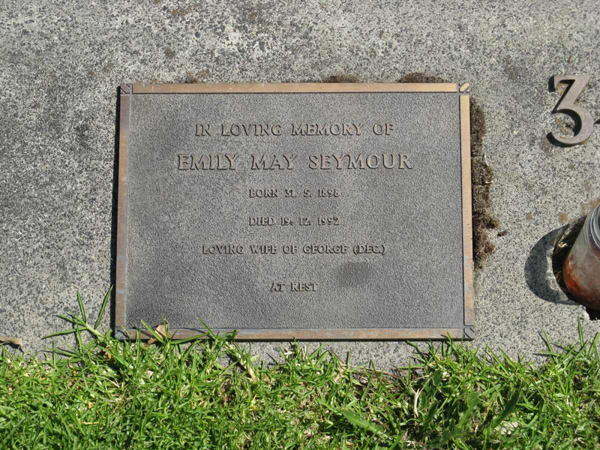 IN LOVING MEMORY OF
EMILY MAY SEYMOUR
BORN 31. 5. 1898
DIED 19. 12. 1992
LOVING WIFE OF GEORGE (DEC.)
AT REST
3